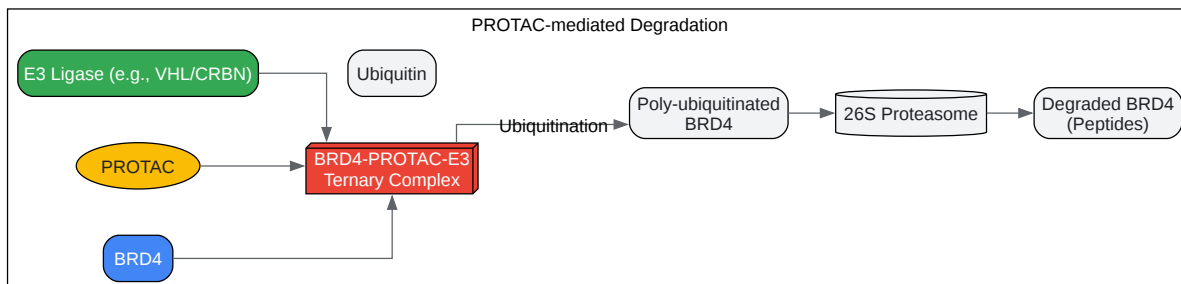 PROTAC-mediated Degradation
E3 Ligase (e.g., VHL/CRBN)
Ubiquitin
Poly-ubiquitinated
BRD4
26S Proteasome
Degraded BRD4
(Peptides)
Ubiquitination
PROTAC
BRD4-PROTAC-E3
Ternary Complex
BRD4